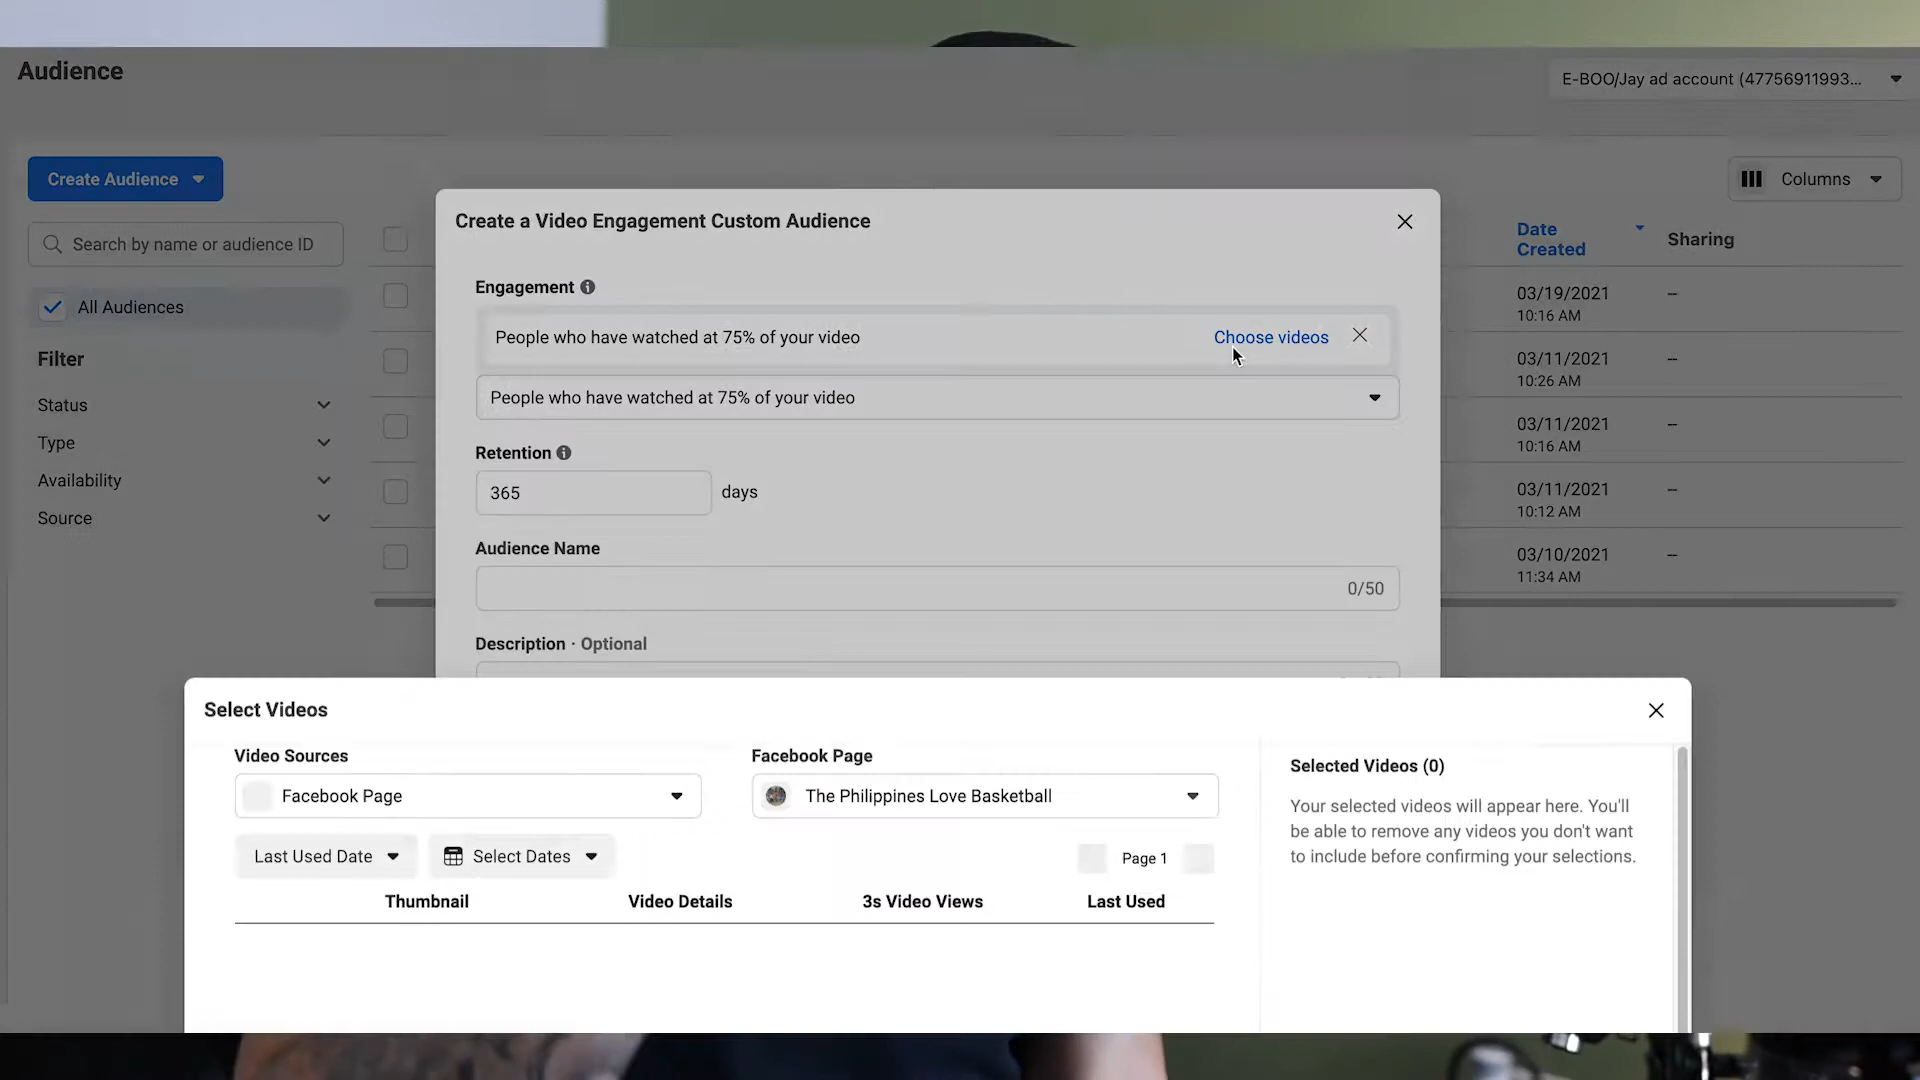 Audience
E-BOO/Jay ad account (47756911993...
Create Audience
Columns
Search by name or audience ID
All Audiences
Filter
Status
Type
Availability
Source
Date
Created
Sharing
03/19/2021
10:16 AM
--
03/11/2021
10:26 AM
--
03/11/2021
10:16 AM
--
03/11/2021
10:12 AM
--
03/10/2021
11:34 AM
--
Create a Video Engagement Custom Audience
Engagement
People who have watched at 75% of your video
Choose videos
People who have watched at 75% of your video
Retention
365
days
Audience Name
0/50
Description · Optional
Select Videos
Video Sources
Facebook Page
Facebook Page
The Philippines Love Basketball
Last Used Date
Select Dates
Page 1
Thumbnail
Video Details
3s Video Views
Last Used
Selected Videos (0)
Your selected videos will appear here. You'll
be able to remove any videos you don't want
to include before confirming your selections.